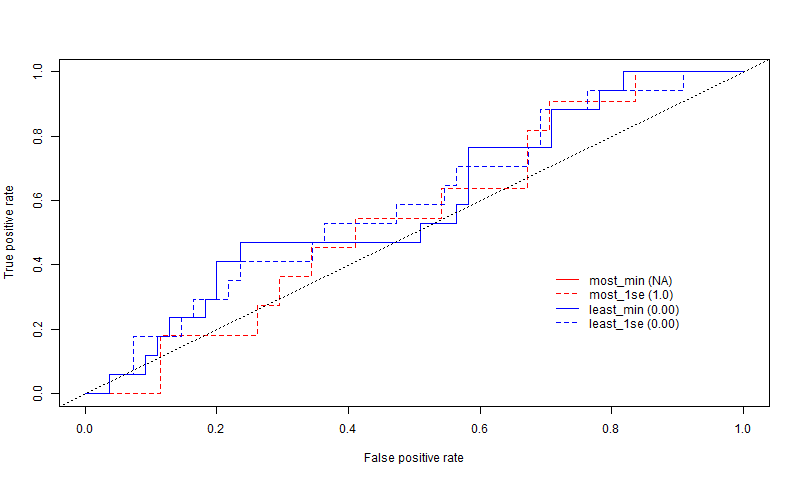 True positive rate
1.0
0.8
0.6
0.4
0.2
0.0
most_min (NA)
most_1se (1.0)
least_min (0.00)
least_1se (0.00)
0.0 0.2 0.4 0.6 0.8 1.0
False positive rate